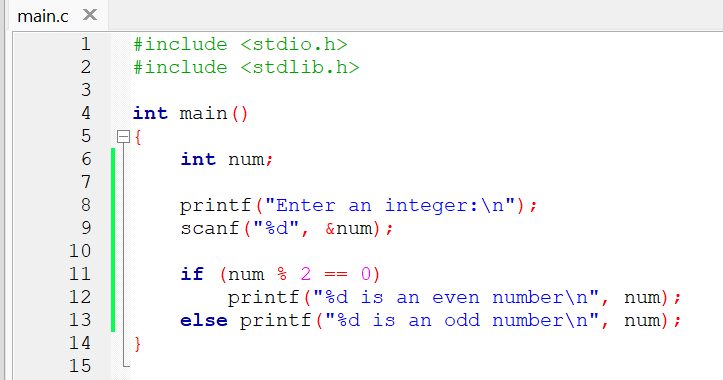 main.c
1 #include <stdio.h>
2 #include <stdlib.h>
3
4 int main()
5 {
6     int num;
7
8     printf("Enter an integer:\n");
9     scanf("%d", &num);
10
11     if (num % 2 == 0)
12         printf("%d is an even number\n", num);
13     else printf("%d is an odd number\n", num);
14 }
15